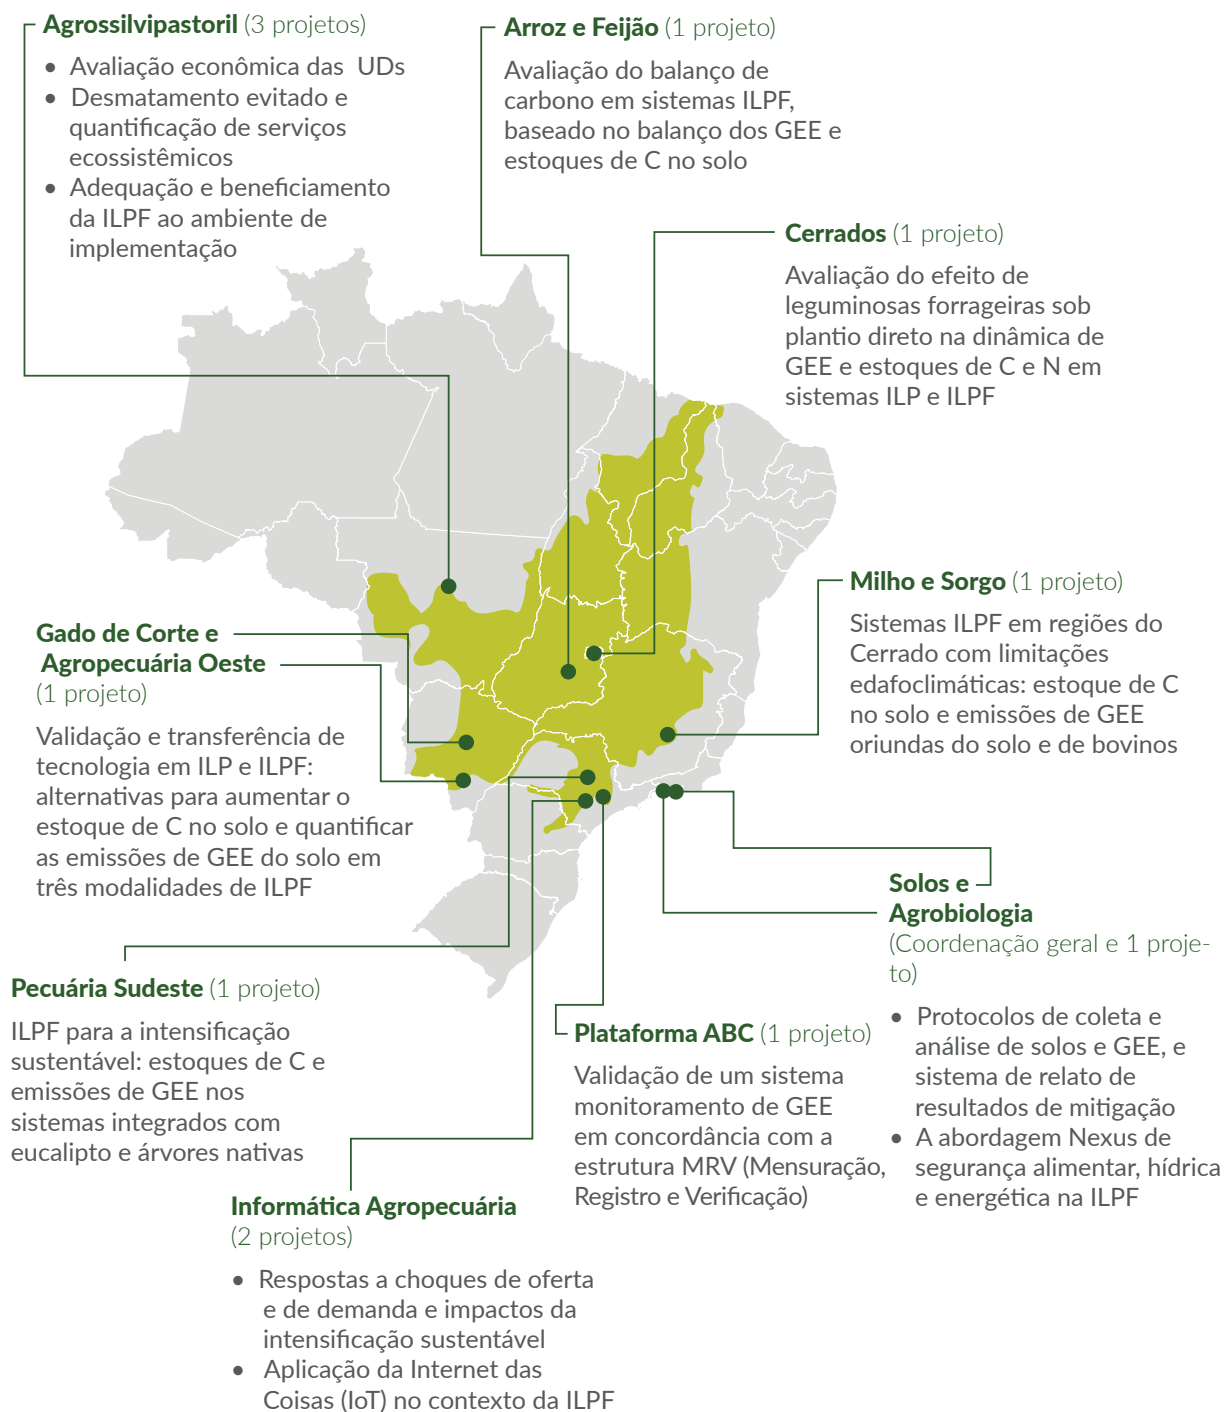 Agrossilvipastoril (3 projetos)
• Avaliação econômica das UDs
• Desmatamento evitado e
quantificação de serviços
ecossistêmicos
• Adequação e beneficiamento
da ILPF ao ambiente de
implementação
Arroz e Feijão (1 projeto)
Avaliação do balanço de
carbono em sistemas ILPF,
baseado no balanço dos GEE e
estoques de C no solo
Cerrados (1 projeto)
Avaliação do efeito de
leguminosas forrageiras sob
plantio direto na dinâmica de
GEE e estoques de C e N em
sistemas ILP e ILPF
Milho e Sorgo (1 projeto)
Sistemas ILPF em regiões do
Cerrado com limitações
edafoclimáticas: estoque de C
no solo e emissões de GEE
oriundas do solo e de bovinos
Gado de Corte e
Agropecuária Oeste
(1 projeto)
Validação e transferência de
tecnologia em ILP e ILPF:
alternativas para aumentar o
estoque de C no solo e quantificar
as emissões de GEE do solo em
três modalidades de ILPF
Solos e
Agrobiologia
(Coordenação geral e 1 proje-
to)
• Protocolos de coleta e
análise de solos e GEE, e
sistema de relato de
resultados de mitigação
• A abordagem Nexus de
segurança alimentar, hídrica
e energética na ILPF
Pecuária Sudeste (1 projeto)
ILPF para a intensificação
sustentável: estoques de C e
emissões de GEE nos
sistemas integrados com
eucalipto e árvores nativas
Plataforma ABC (1 projeto)
Validação de um sistema
monitoramento de GEE
em concordância com a
estrutura MRV (Mensuração,
Registro e Verificação)
Informática Agropecuária
(2 projetos)
• Respostas a choques de oferta
e de demanda e impactos da
intensificação sustentável
• Aplicação da Internet das
Coisas (IoT) no contexto da ILPF